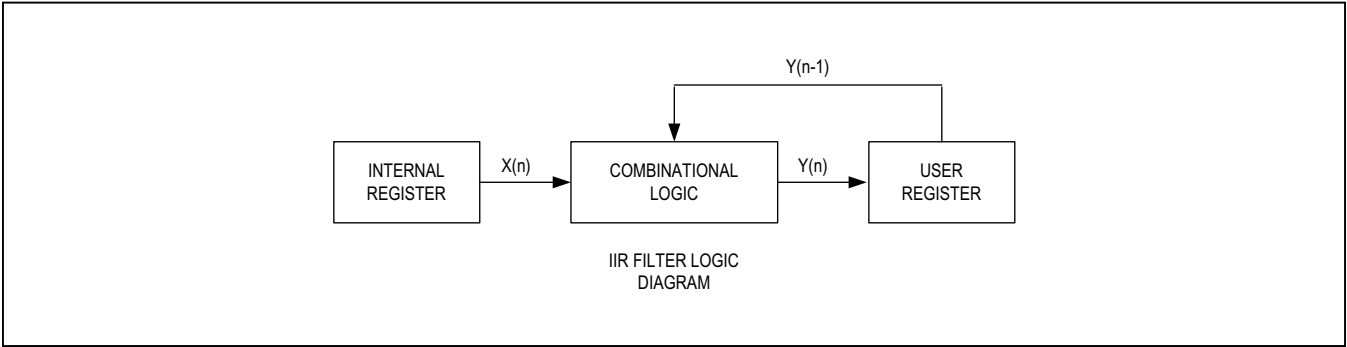 Y(n-1)
INTERNAL
REGISTER
X(n)
COMBINATIONAL
LOGIC
Y(n)
USER
REGISTER
IIR FILTER LOGIC
DIAGRAM